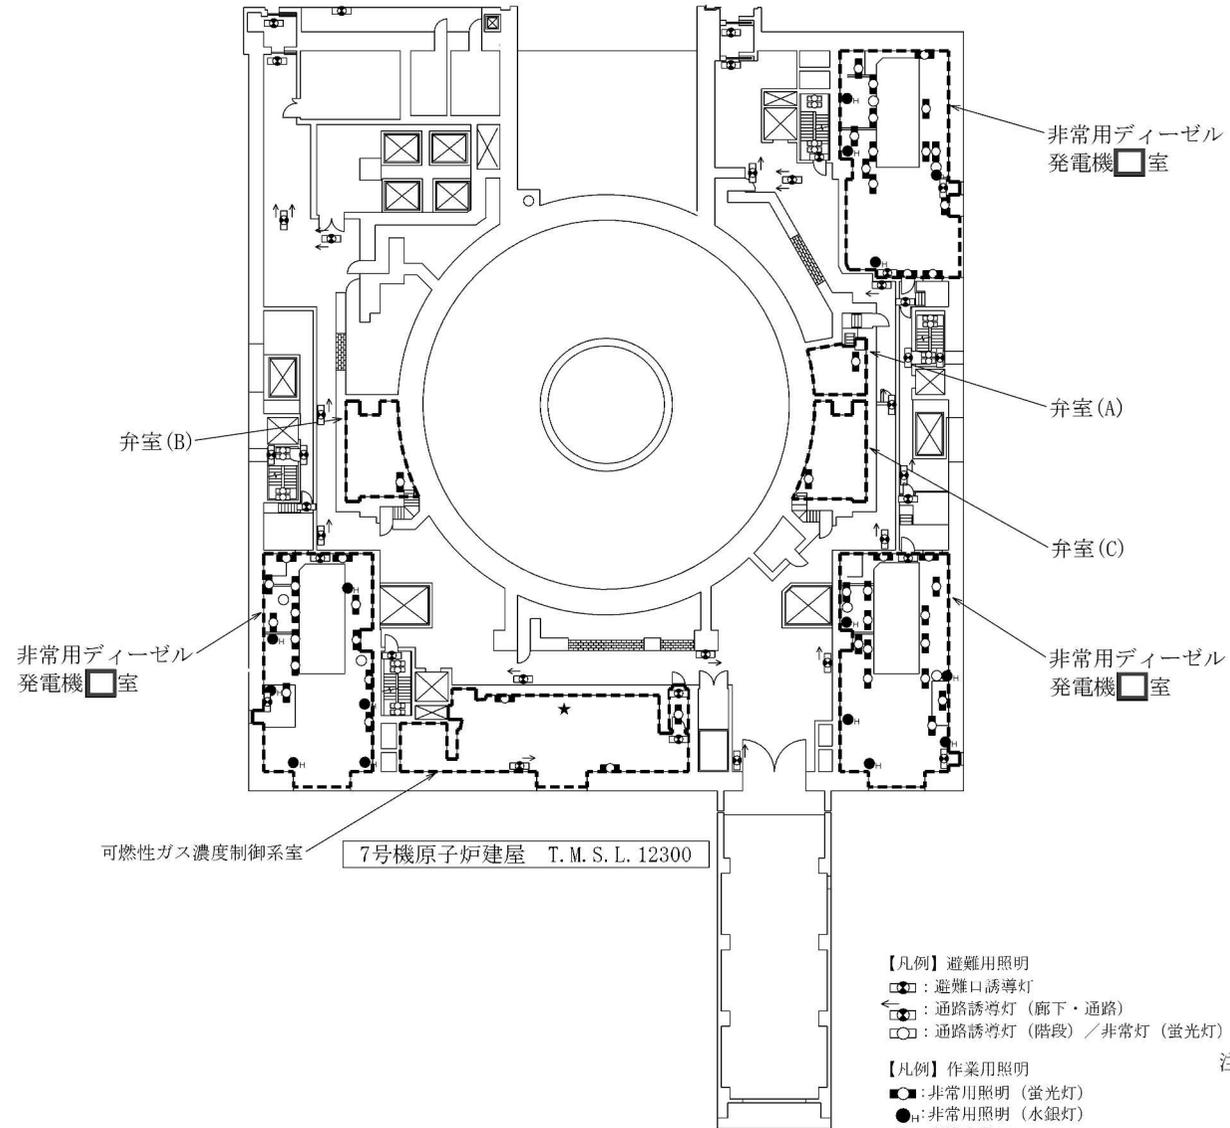 非常用ディーゼル
発電機□室
弁室(A)
弁室(B)
弁室(C)
非常用ディーゼル
発電機□室
非常用ディーゼル
発電機□室
可燃性ガス濃度制御系室
7号機原子炉建屋 T.M.S.L.12300
【凡例】避難用照明
：避難口誘導灯
：通路誘導灯（廊下・通路）
：通路誘導灯（階段）／非常灯（蛍光灯）
【凡例】作業用照明
：非常用照明（蛍光灯）
H：非常用照明（水銀灯）
注